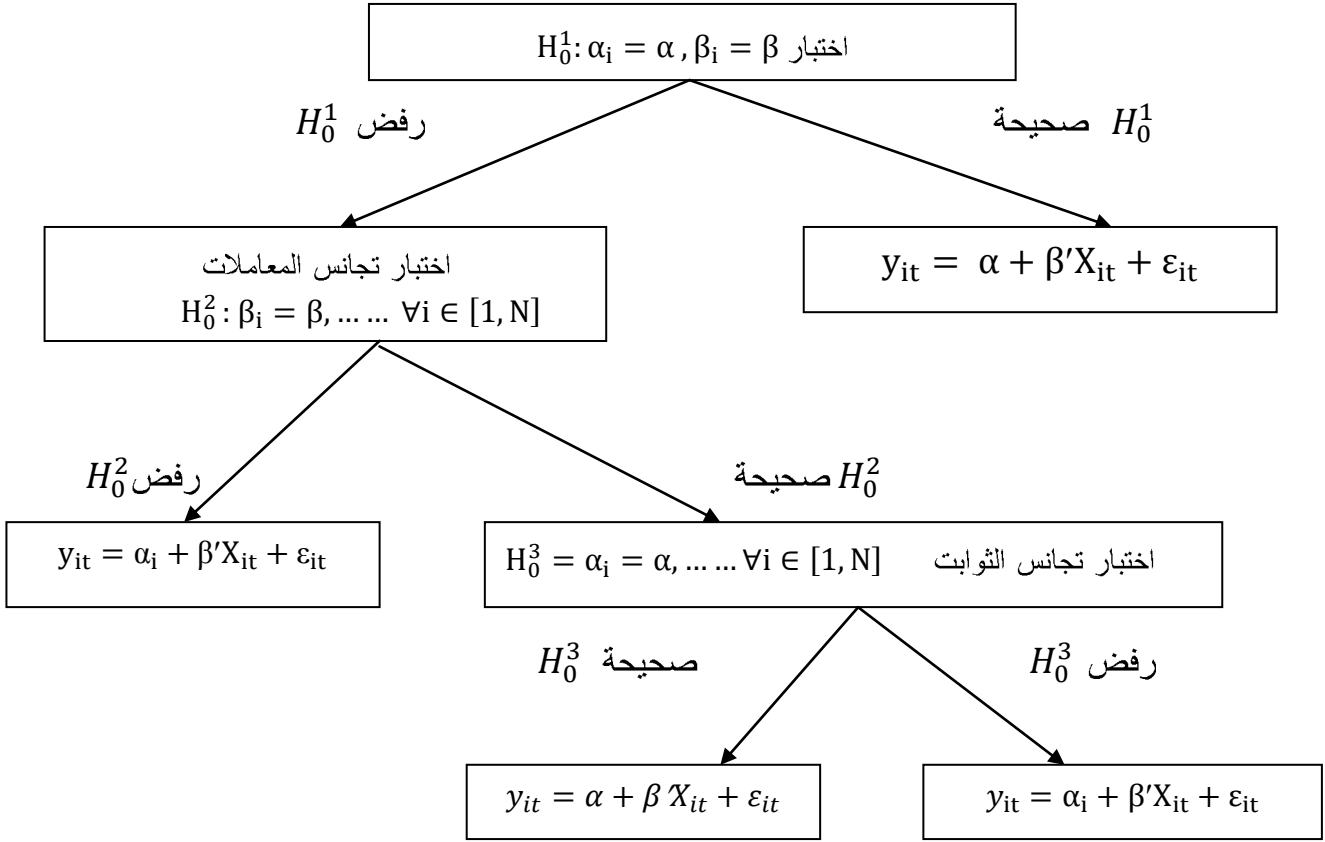 اختبار H₀¹: αᵢ = α , βᵢ = β
رفض H₀¹
H₀¹ صحيحة
اختبار تجانس المعاملات
H₀²: βᵢ = β, … … ∀i ∈ [1, N]
yᵢₜ = α + β′Xᵢₜ + εᵢₜ
رفض H₀²
H₀² صحيحة
yᵢₜ = αᵢ + β′Xᵢₜ + εᵢₜ
اختبار تجانس الثوابت H₀³ = αᵢ = α, … … ∀i ∈ [1, N]
صحيحة H₀³
رفض H₀³
yᵢₜ = α + β′Xᵢₜ + εᵢₜ
yᵢₜ = αᵢ + β′Xᵢₜ + εᵢₜ